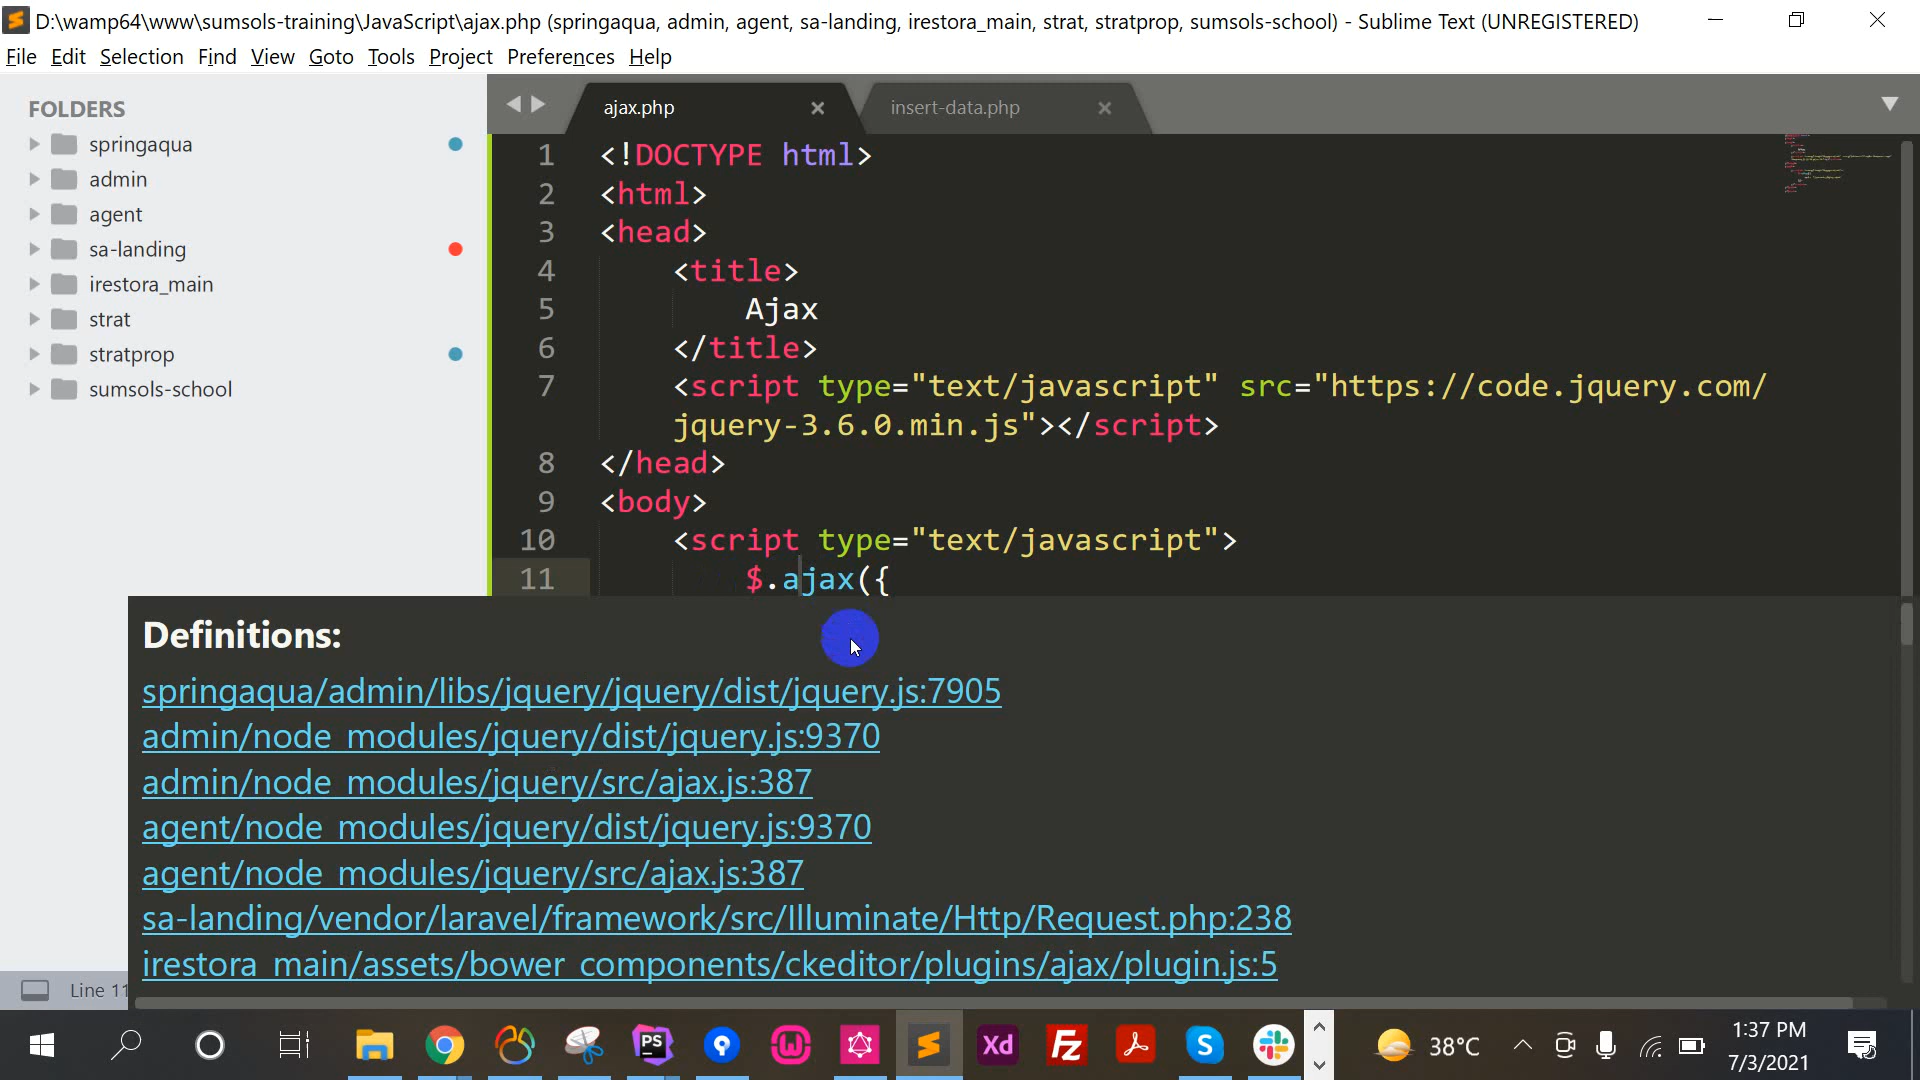 D:\wamp64\www\sumsols-training\JavaScript\ajax.php (springaqua, admin, agent, sa-landing, irestora_main, strat, stratprop, sumsols-school) - Sublime Text (UNREGISTERED)
File Edit Selection Find View Goto Tools Project Preferences Help
FOLDERS
springaqua
admin
agent
sa-landing
irestora_main
strat
stratprop
sumsols-school
ajax.php
insert-data.php
1 <!DOCTYPE html>
2 <html>
3 <head>
4 <title>
5 Ajax
6 </title>
7 <script type="text/javascript" src="https://code.jquery.com/
jquery-3.6.0.min.js"></script>
8 </head>
9 <body>
10 <script type="text/javascript">
11 $.ajax({
Definitions:
springaqua/admin/libs/jquery/jquery/dist/jquery.js:7905
admin/node_modules/jquery/dist/jquery.js:9370
admin/node_modules/jquery/src/ajax.js:387
agent/node_modules/jquery/dist/jquery.js:9370
agent/node_modules/jquery/src/ajax.js:387
sa-landing/vendor/laravel/framework/src/Illuminate/Http/Request.php:238
irestora_main/assets/bower_components/ckeditor/plugins/ajax/plugin.js:5
Line 11
PS
Xd
Fz
S
38°C
1:37 PM
7/3/2021